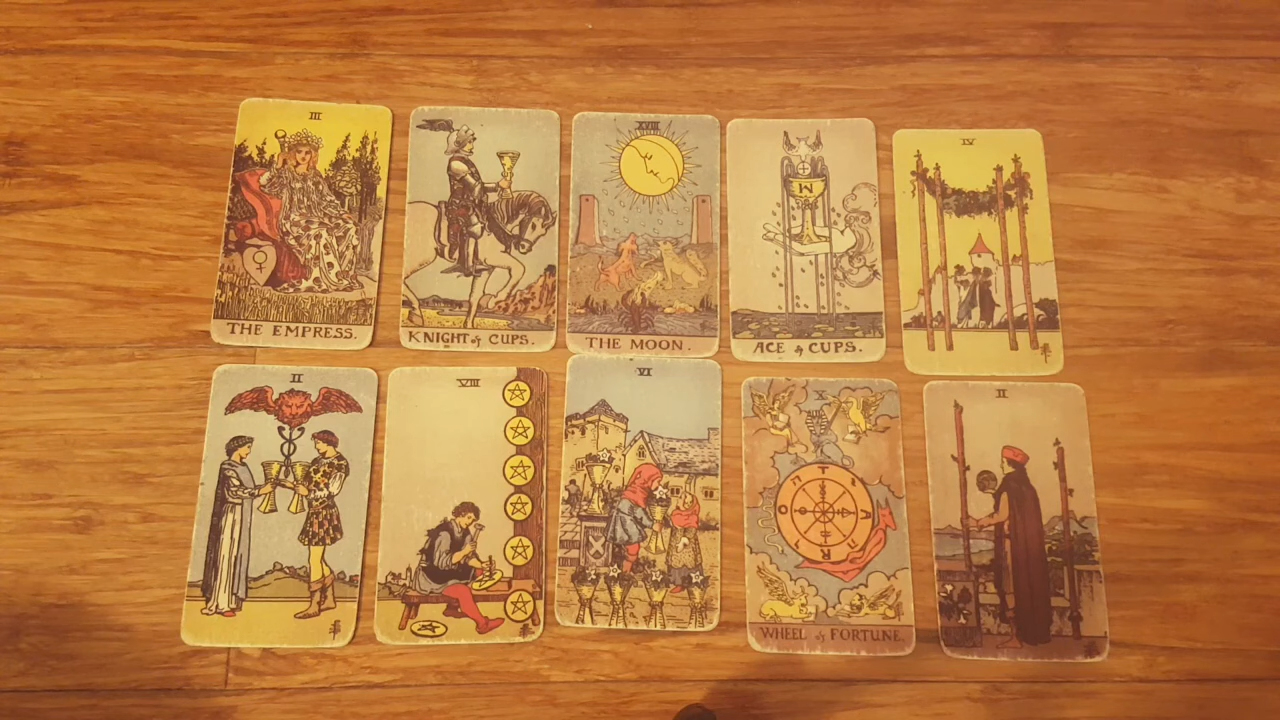 III
THE EMPRESS.
KNIGHT of CUPS.
XVIII
THE MOON.
ACE of CUPS.
IV
II
VIII
VI
X
T
A
R
O
WHEEL of FORTUNE.
II